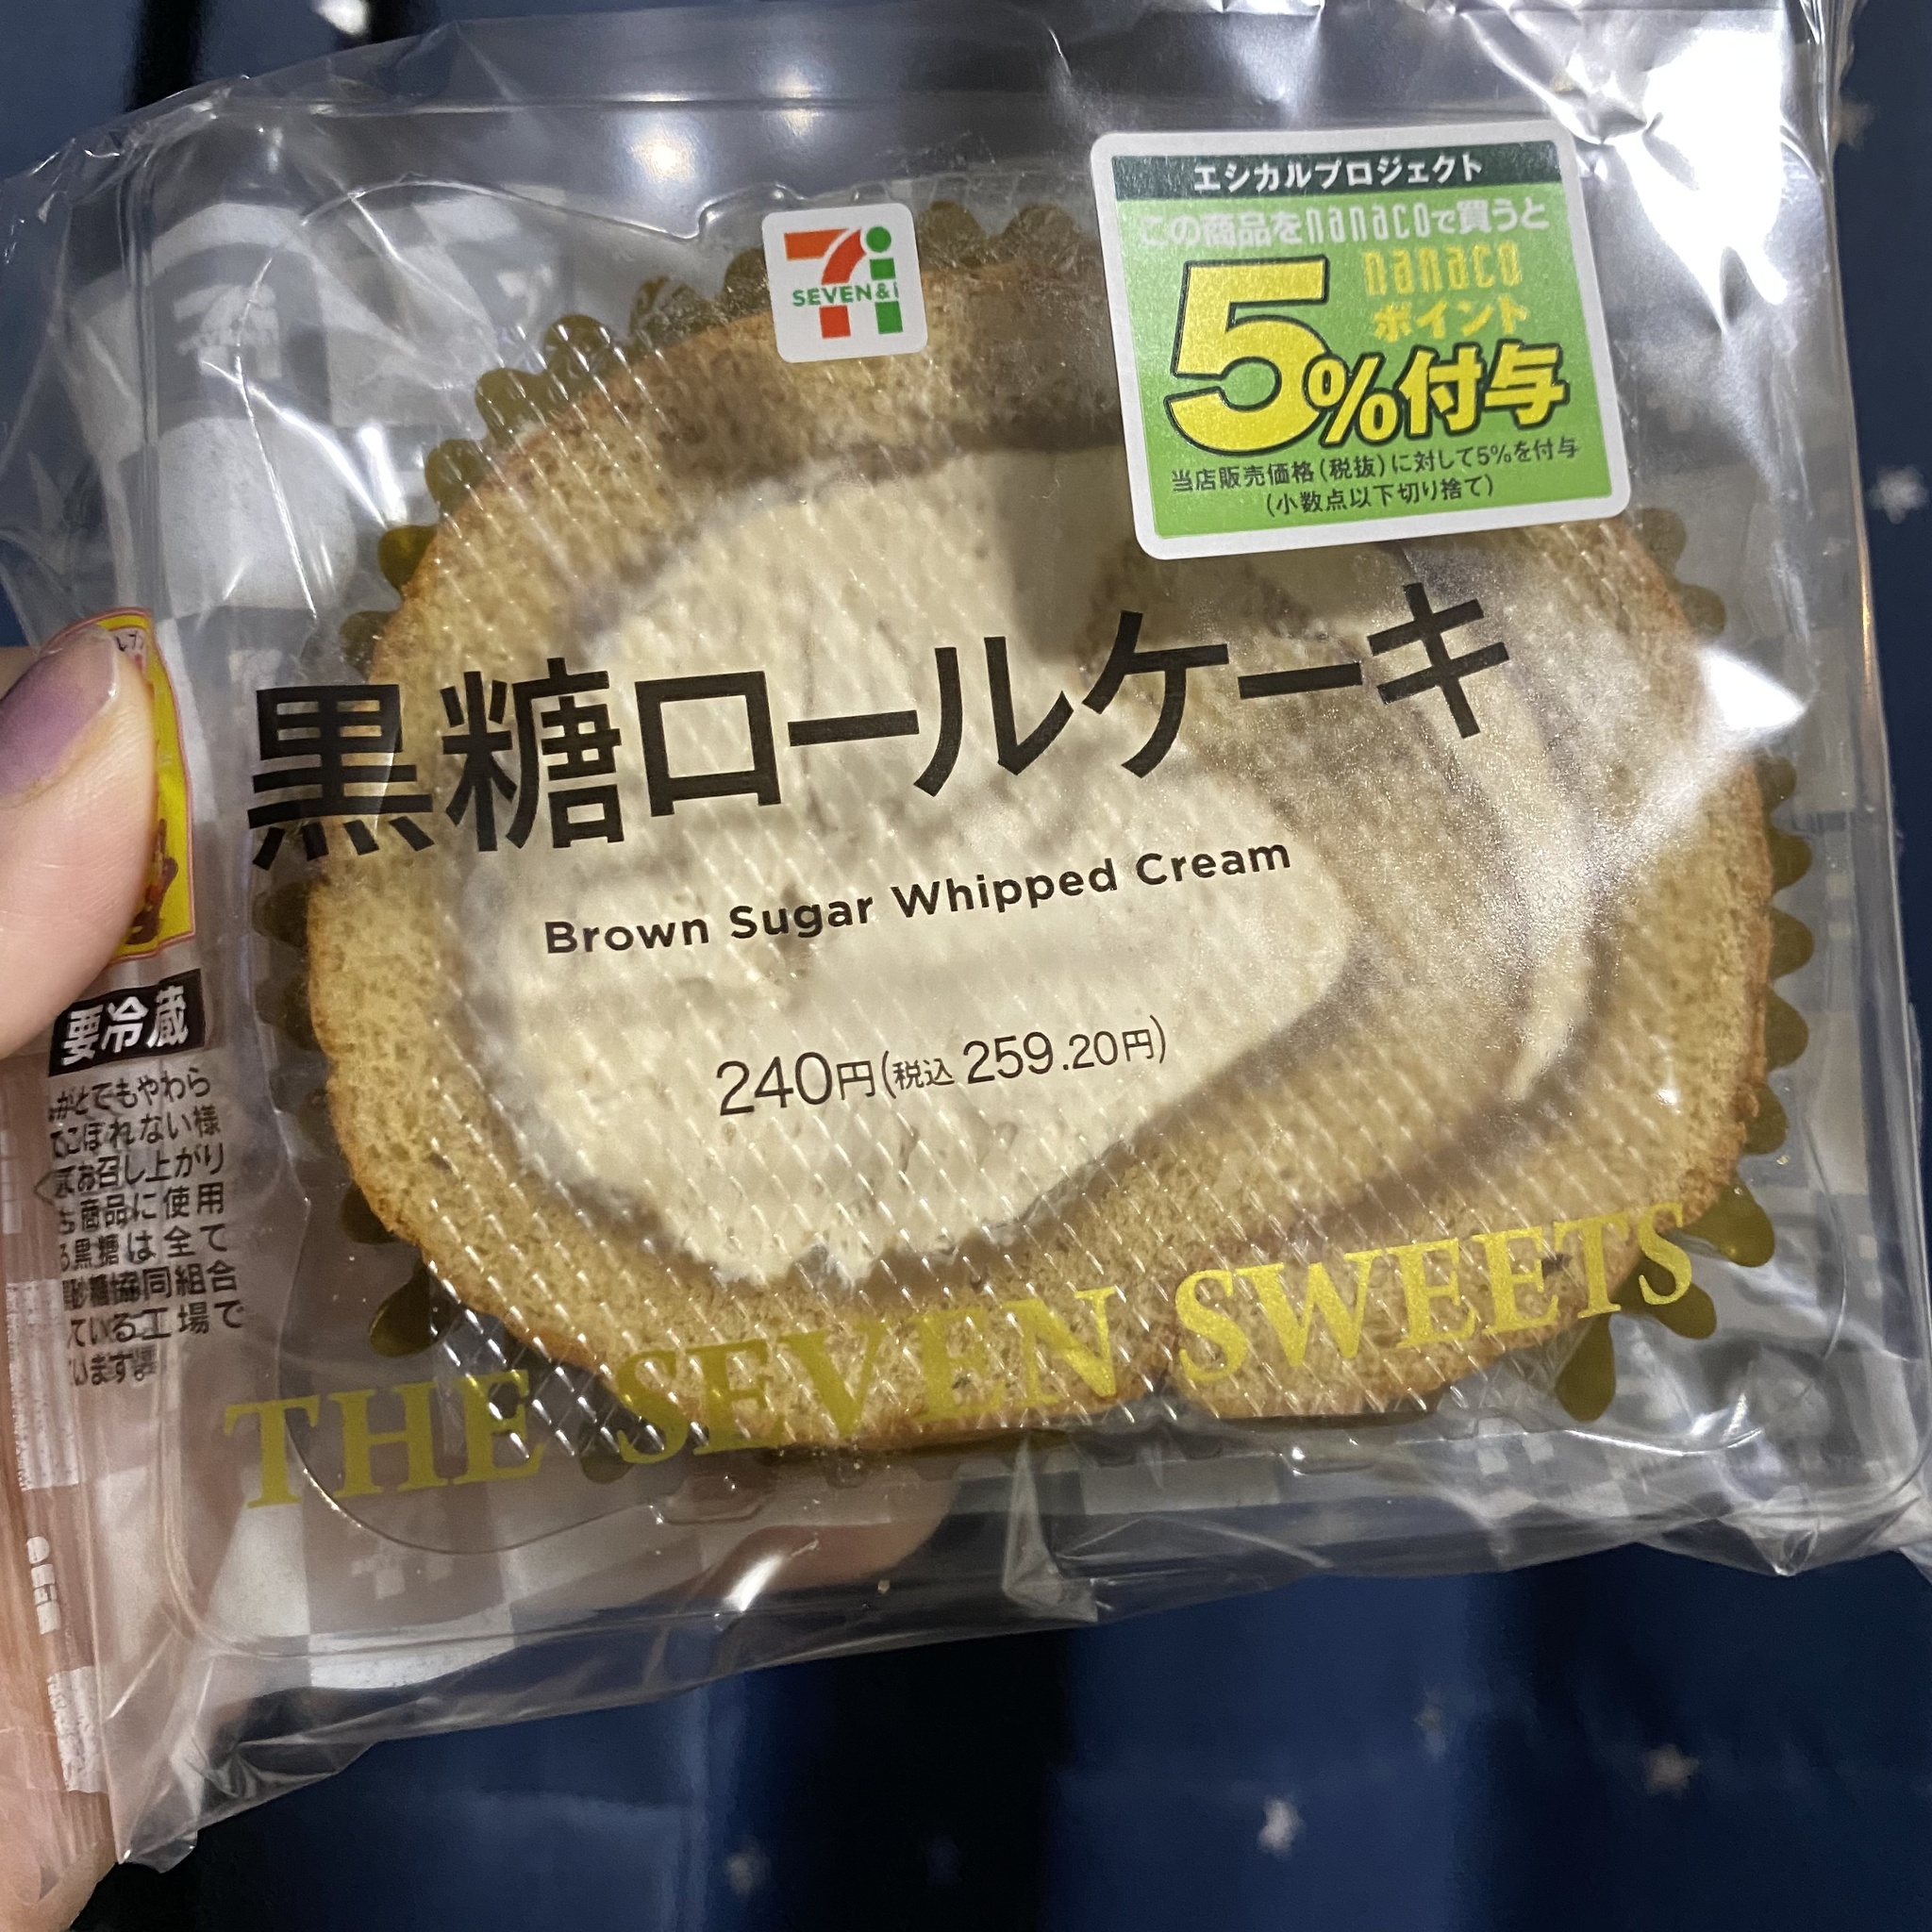 SEVEN&i
エシカルプロジェクト
この商品をnanacoで買うと
nanaco
ポイント
5%付与
当店販売価格(税抜)に対して5%を付与
(小数点以下切り捨て)
黒糖ロールケーキ
Brown Sugar Whipped Cream
240円(税込 259.20円)
THE SEVEN SWEETS
要冷蔵
がとてもやわら
こぼれない様
お召し上がり
商品に使用
る黒糖は全て
砂糖協同組合
ている工場で
います。